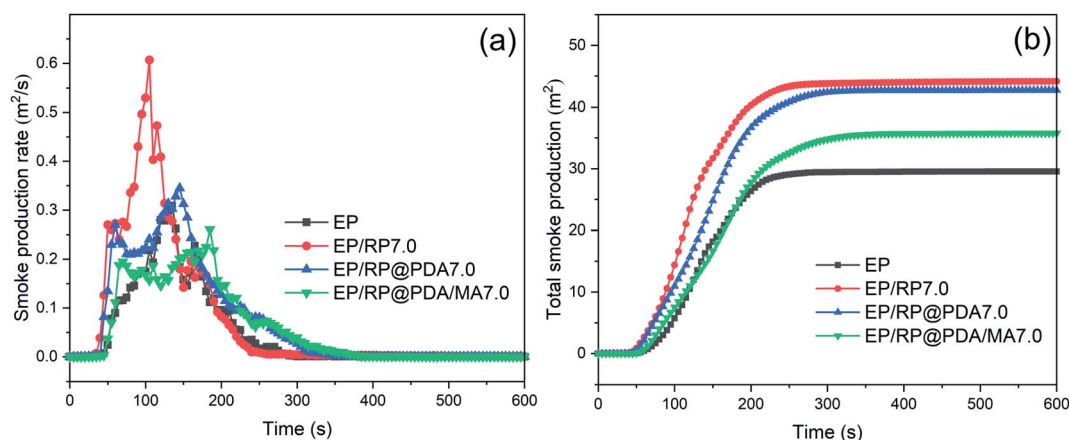 (a)
Smoke production rate (m²/s)
0.6
0.5
0.4
0.3
0.2
0.1
0.0
EP
EP/RP7.0
EP/RP@PDA7.0
EP/RP@PDA/MA7.0
0 100 200 300 400 500 600
Time (s)
(b)
Total smoke production (m²)
50
40
30
20
10
0
EP
EP/RP7.0
EP/RP@PDA7.0
EP/RP@PDA/MA7.0
0 100 200 300 400 500 600
Time (s)